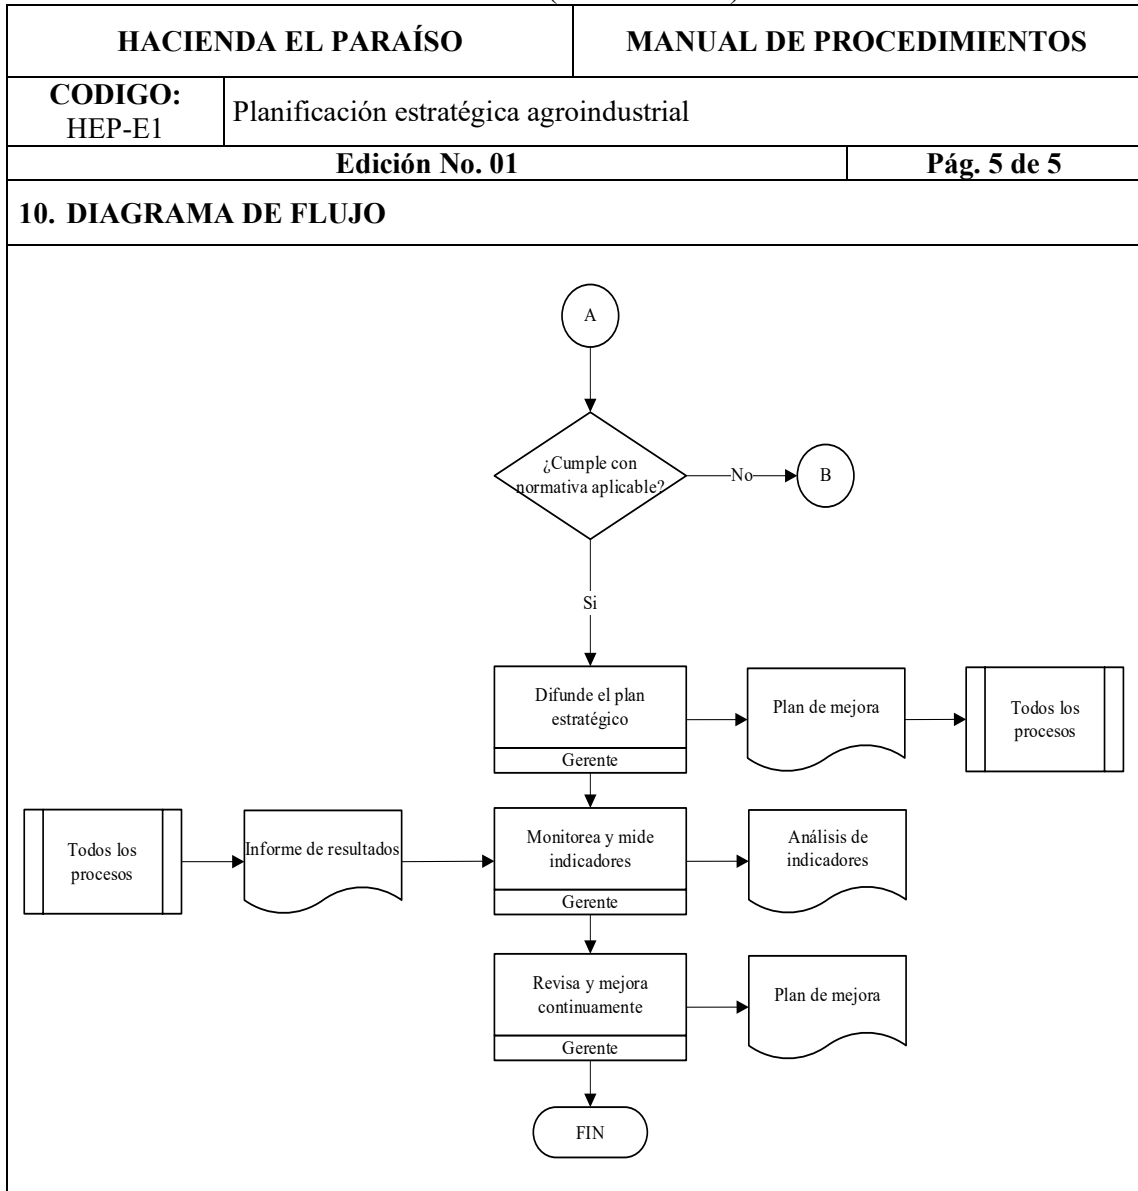 HACIENDA EL PARAÍSO
MANUAL DE PROCEDIMIENTOS
CODIGO:
HEP-E1
Planificación estratégica agroindustrial
Edición No. 01
Pág. 5 de 5
10. DIAGRAMA DE FLUJO
A
¿Cumple con
normativa aplicable?
No
B
Si
Difunde el plan
estratégico
Gerente
Plan de mejora
Todos los
procesos
Todos los
procesos
Informe de resultados
Monitorea y mide
indicadores
Gerente
Análisis de
indicadores
Revisa y mejora
continuamente
Gerente
Plan de mejora
FIN